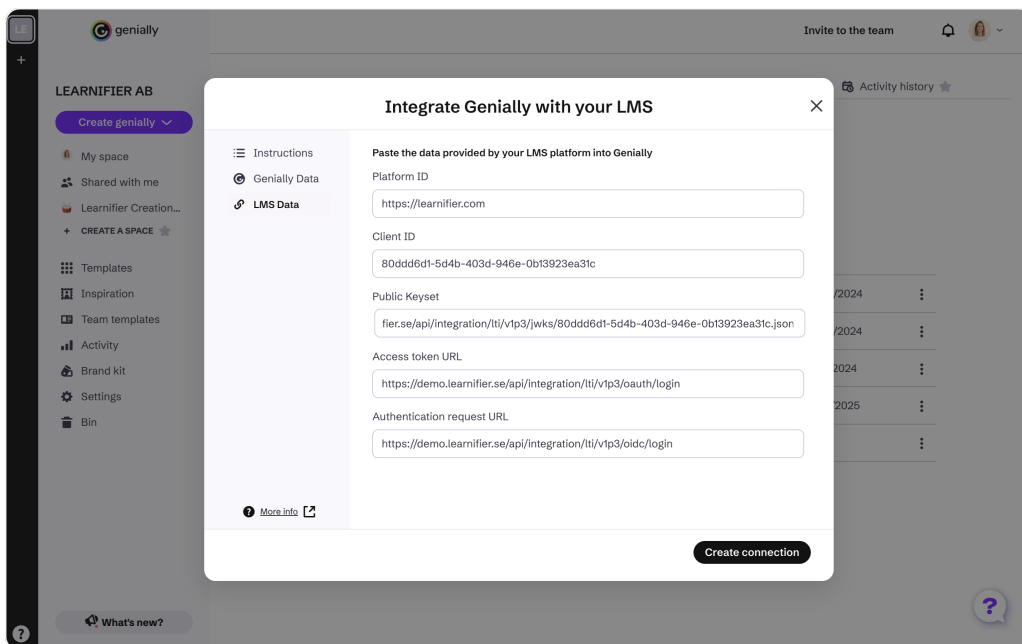 LE
genially
Invite to the team
+
LEARNIFIER AB
Activity history
Create genially
My space
Shared with me
Learnifier Creation...
+ CREATE A SPACE
Templates
Inspiration
Team templates
Activity
Brand kit
Settings
Bin
What's new?
?
Integrate Genially with your LMS
Instructions
Genially Data
LMS Data
? More info
Paste the data provided by your LMS platform into Genially
Platform ID
https://learnifier.com
Client ID
80ddd6d1-5d4b-403d-946e-0b13923ea31c
Public Keyset
fier.se/api/integration/lti/v1p3/jwks/80ddd6d1-5d4b-403d-946e-0b13923ea31c.json
Access token URL
https://demo.learnifier.se/api/integration/lti/v1p3/oauth/login
Authentication request URL
https://demo.learnifier.se/api/integration/lti/v1p3/oidc/login
Create connection
/2024
/2024
2024
/2025
?